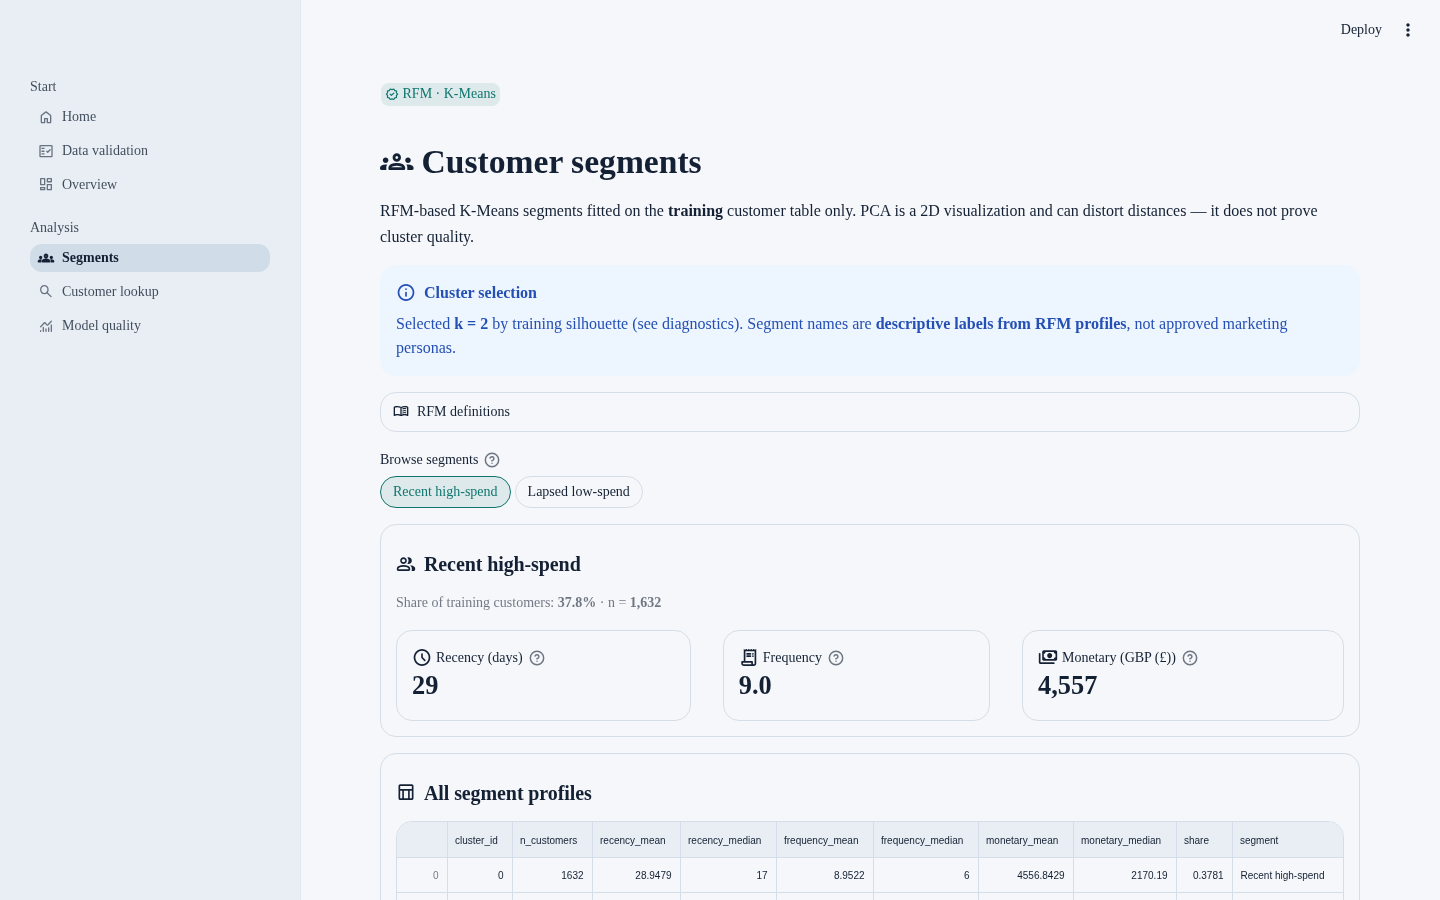 Deploy
Start
Home
Data validation
Overview
Analysis
Segments
Customer lookup
Model quality
RFM · K-Means
Customer segments
RFM-based K-Means segments fitted on the training customer table only. PCA is a 2D visualization and can distort distances — it does not prove
cluster quality.
Cluster selection
Selected k = 2 by training silhouette (see diagnostics). Segment names are descriptive labels from RFM profiles, not approved marketing
personas.
RFM definitions
Browse segments
Recent high-spend Lapsed low-spend
Recent high-spend
Share of training customers: 37.8% · n = 1,632
Recency (days) Frequency Monetary (GBP (£))
29 9.0 4,557
All segment profiles
cluster_id n_customers recency_mean recency_median frequency_mean frequency_median monetary_mean monetary_median share segment
0 0 1632 28.9479 17 8.9522 6 4556.8429 2170.19 0.3781 Recent high-spend